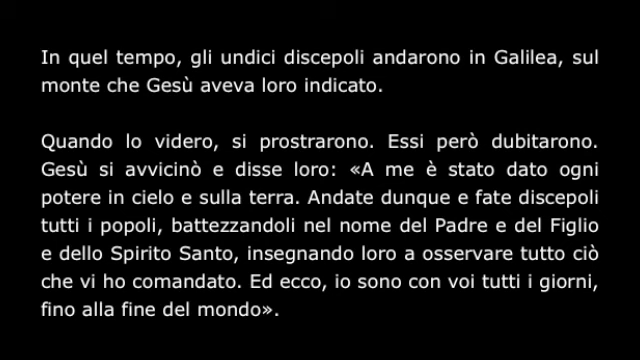 In quel tempo, gli undici discepoli andarono in Galilea, sul
monte che Gesù aveva loro indicato.
Quando lo videro, si prostrarono. Essi però dubitarono.
Gesù si avvicinò e disse loro: «A me è stato dato ogni
potere in cielo e sulla terra. Andate dunque e fate discepoli
tutti i popoli, battezzandoli nel nome del Padre e del Figlio
e dello Spirito Santo, insegnando loro a osservare tutto ciò
che vi ho comandato. Ed ecco, io sono con voi tutti i giorni,
fino alla fine del mondo».